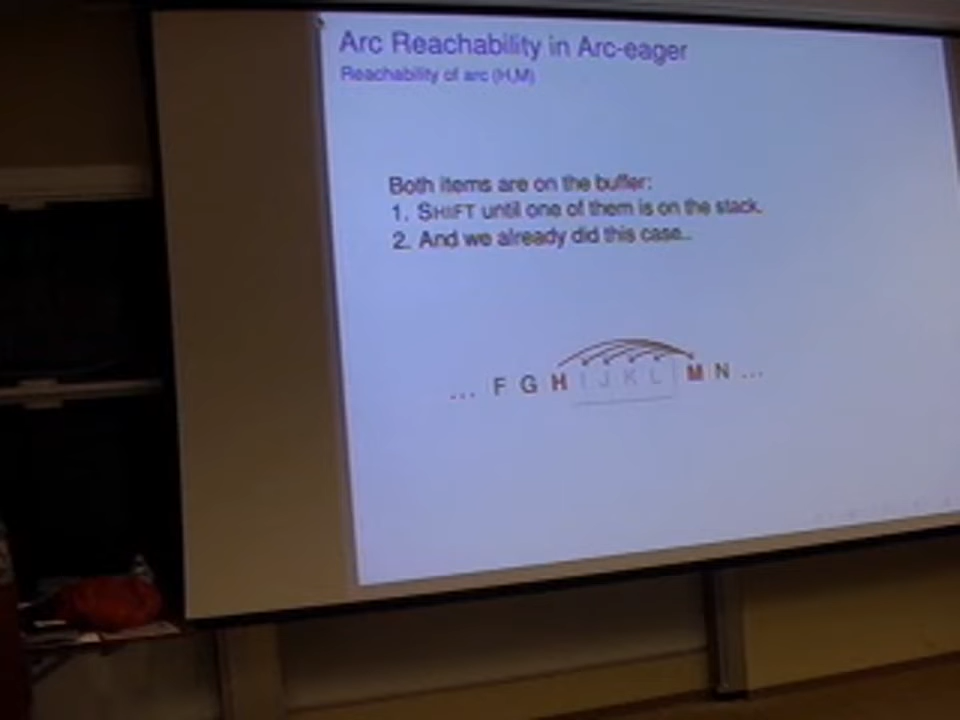 Arc Reachability in Arc-eager
Reachability of arc (H,M)
Both items are on the buffer:
1. SHIFT until one of them is on the stack.
2. And we already did this case...
... F G H I J K L M N ...